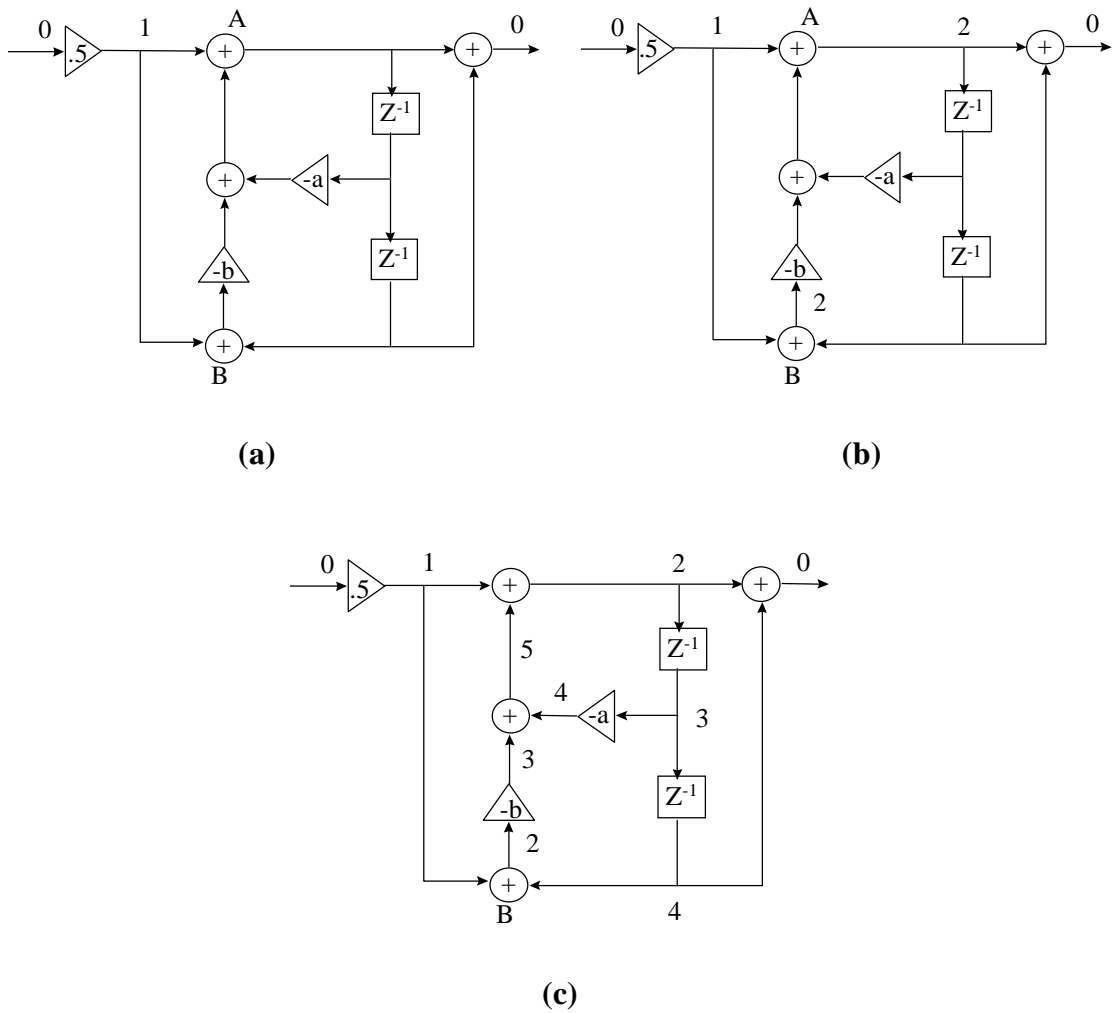 0 1 A 0
.5 + +
Z⁻¹
+ -a
-b Z⁻¹
+
B
(a)
0 1 A 2 0
.5 + +
Z⁻¹
+ -a
-b Z⁻¹
2
+
B
(b)
0 1 2 0
.5 + +
5 Z⁻¹
4
+ -a 3
3
-b Z⁻¹
2
+
B 4
(c)